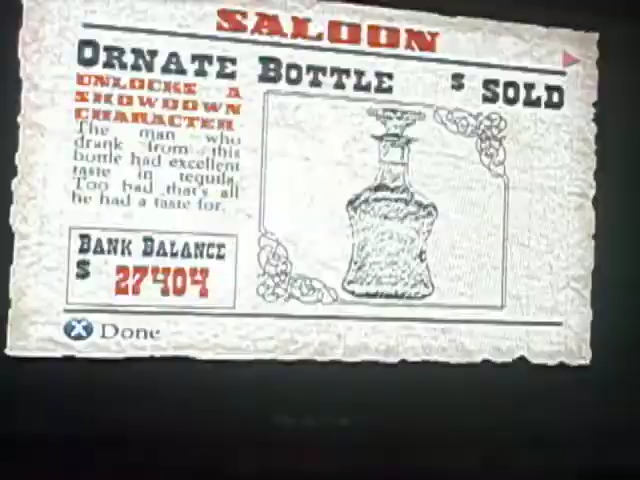 SALOON
ORNATE BOTTLE $ SOLD
UNLOCKS A
SHOWDOWN
CHARACTER
The man who
drank from this
bottle had excellent
taste in tequila.
Too bad that's all
he had a taste for.
BANK BALANCE
$ 27404
X Done